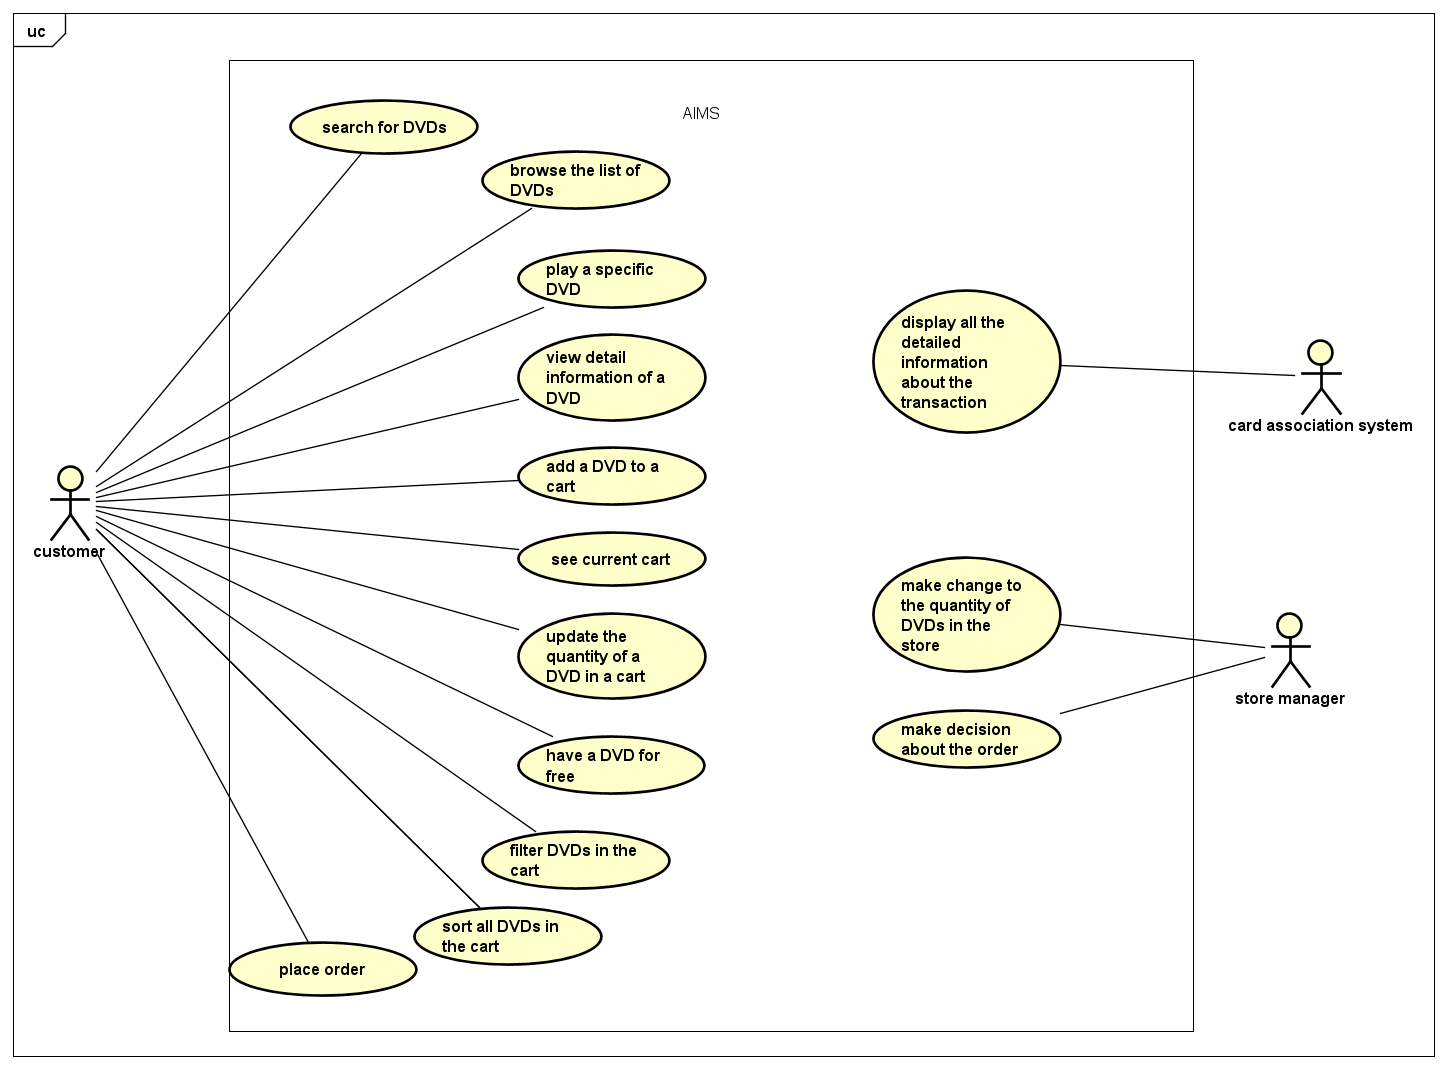 uc
AIMS
search for DVDs
browse the list of
DVDs
play a specific
DVD
view detail
information of a
DVD
add a DVD to a
cart
see current cart
update the
quantity of a
DVD in a cart
have a DVD for
free
filter DVDs in the
cart
sort all DVDs in
the cart
place order
customer
display all the
detailed
information
about the
transaction
card association system
make change to
the quantity of
DVDs in the
store
make decision
about the order
store manager